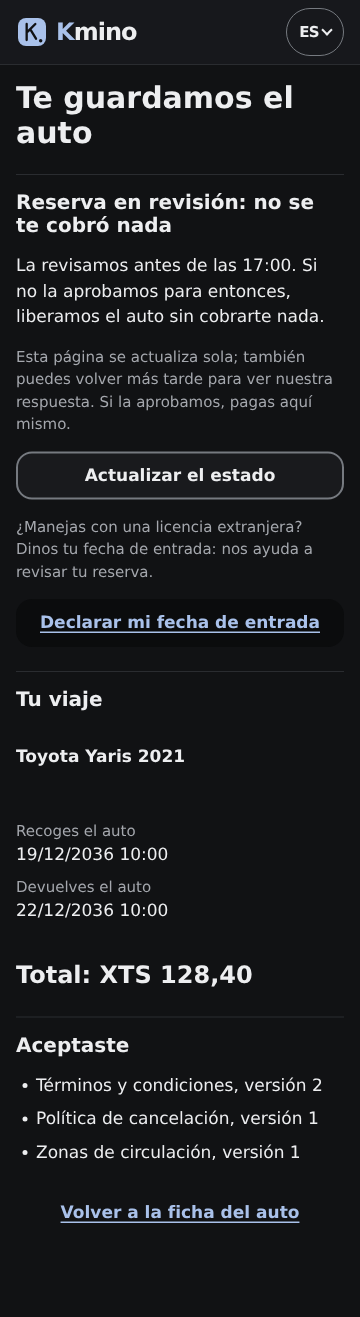 K. Kmino
ES
Te guardamos el
auto
Reserva en revisión: no se
te cobró nada
La revisamos antes de las 17:00. Si
no la aprobamos para entonces,
liberamos el auto sin cobrarte nada.
Esta página se actualiza sola; también
puedes volver más tarde para ver nuestra
respuesta. Si la aprobamos, pagas aquí
mismo.
Actualizar el estado
¿Manejas con una licencia extranjera?
Dinos tu fecha de entrada: nos ayuda a
revisar tu reserva.
Declarar mi fecha de entrada
Tu viaje
Toyota Yaris 2021
Recoges el auto
19/12/2036 10:00
Devuelves el auto
22/12/2036 10:00
Total: XTS 128,40
Aceptaste
• Términos y condiciones, versión 2
• Política de cancelación, versión 1
• Zonas de circulación, versión 1
Volver a la ficha del auto